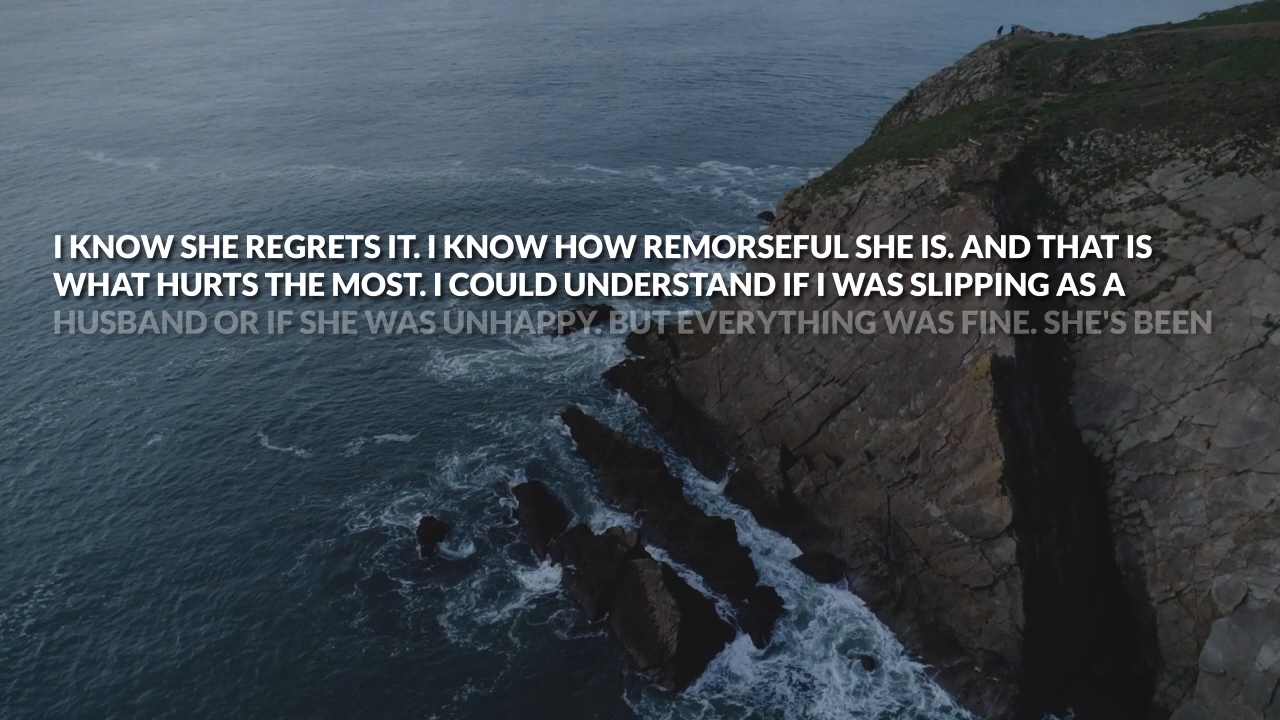 I KNOW SHE REGRETS IT. I KNOW HOW REMORSEFUL SHE IS. AND THAT IS
WHAT HURTS THE MOST. I COULD UNDERSTAND IF I WAS SLIPPING AS A
HUSBAND OR IF SHE WAS UNHAPPY. BUT EVERYTHING WAS FINE. SHE'S BEEN